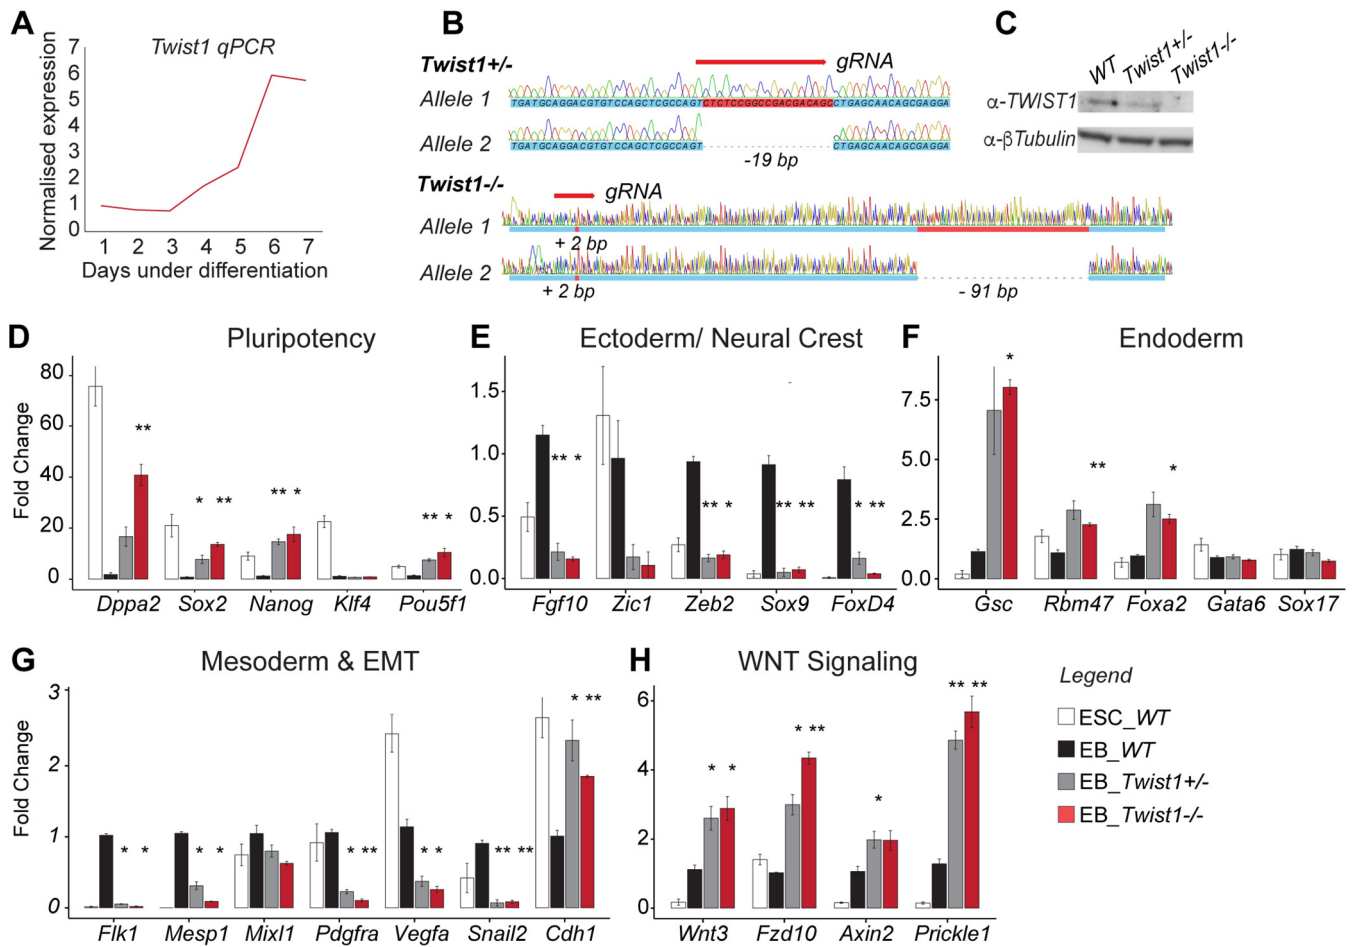 A
Twist1 qPCR
Normalised expression
7
6
5
4
3
2
1
0
1 2 3 4 5 6 7
Days under differentiation
B
Twist1+/-
gRNA
Allele 1
TGATGCAGGACGTGTCCAGCTCGCCAGTCTCTCCGGCCGACGACAGCCTGAGCAACAGCGAGGA
Allele 2
TGATGCAGGACGTGTCCAGCTCGCCAGT CTGAGCAACAGCGAGGA
-19 bp
Twist1-/-
gRNA
Allele 1
+ 2 bp
Allele 2
+ 2 bp
- 91 bp
C
WT Twist1+/- Twist1-/-
α-TWIST1
α-βTubulin
D
Pluripotency
Fold Change
80
60
40
20
0
**
* **
** *
** *
Dppa2 Sox2 Nanog Klf4 Pou5f1
E
Ectoderm/ Neural Crest
1.5
1.0
0.5
0.0
** *
** *
** **
* **
Fgf10 Zic1 Zeb2 Sox9 FoxD4
F
Endoderm
7.5
5.0
2.5
0.0
*
**
*
Gsc Rbm47 Foxa2 Gata6 Sox17
G
Mesoderm & EMT
Fold Change
3
2
1
0
* *
* *
* **
* *
** **
* **
Flk1 Mesp1 Mixl1 Pdgfra Vegfa Snail2 Cdh1
H
WNT Signaling
6
4
2
0
* *
* **
*
** **
Wnt3 Fzd10 Axin2 Prickle1
Legend
ESC_WT
EB_WT
EB_Twist1+/-
EB_Twist1-/-